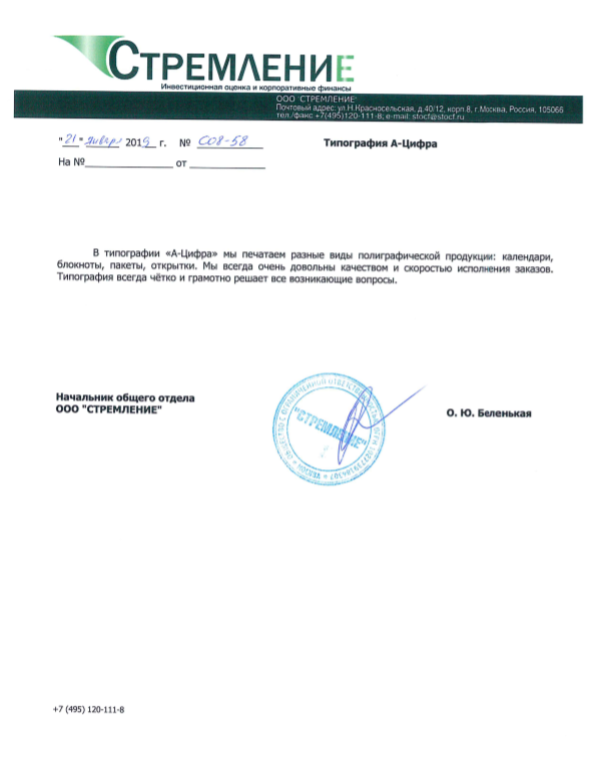 СТРЕМЛЕНИЕ
Инвестиционная оценка и корпоративные финансы
ООО "СТРЕМЛЕНИЕ"
Почтовый адрес: ул.Н.Красносельская, д.40/12, корп.8, г.Москва, Россия, 105066
тел./факс +7(495)120-111-8; e-mail: stocf@stocf.ru
"21" января 2019 г. № С08-58
Типография А-Цифра
На №____________ от ____________
В типографии «А-Цифра» мы печатаем разные виды полиграфической продукции: календари,
блокноты, пакеты, открытки. Мы всегда очень довольны качеством и скоростью исполнения заказов.
Типография всегда чётко и грамотно решает все возникающие вопросы.
Начальник общего отдела
ООО "СТРЕМЛЕНИЕ"
"СТРЕМЛЕНИЕ"
МОСКВА
О. Ю. Беленькая
+7 (495) 120-111-8